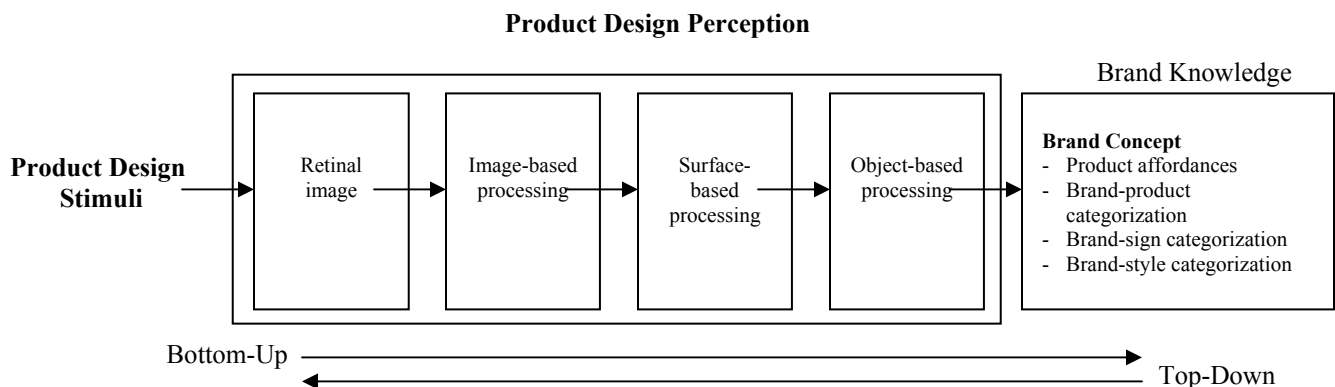 Product Design Perception
Brand Knowledge
Product Design
Stimuli
Retinal
image
Image-based
processing
Surface-
based
processing
Object-based
processing
Brand Concept
- Product affordances
- Brand-product
categorization
- Brand-sign categorization
- Brand-style categorization
Bottom-Up
Top-Down